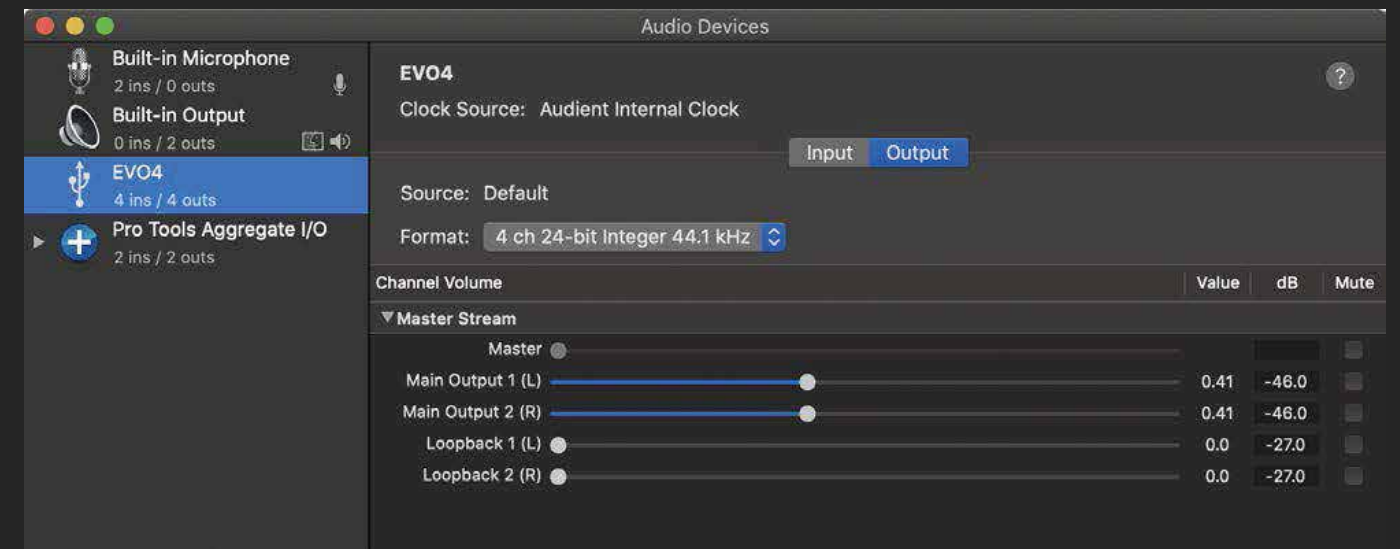 Audio Devices
Built-in Microphone
2 ins / 0 outs
Built-in Output
0 ins / 2 outs
EVO4
4 ins / 4 outs
Pro Tools Aggregate I/O
2 ins / 2 outs
EVO4
?
Clock Source: Audient Internal Clock
Input Output
Source: Default
Format: 4 ch 24-bit Integer 44.1 kHz
Channel Volume Value dB Mute
Master Stream
Master
Main Output 1 (L) 0.41 -46.0
Main Output 2 (R) 0.41 -46.0
Loopback 1 (L) 0.0 -27.0
Loopback 2 (R) 0.0 -27.0